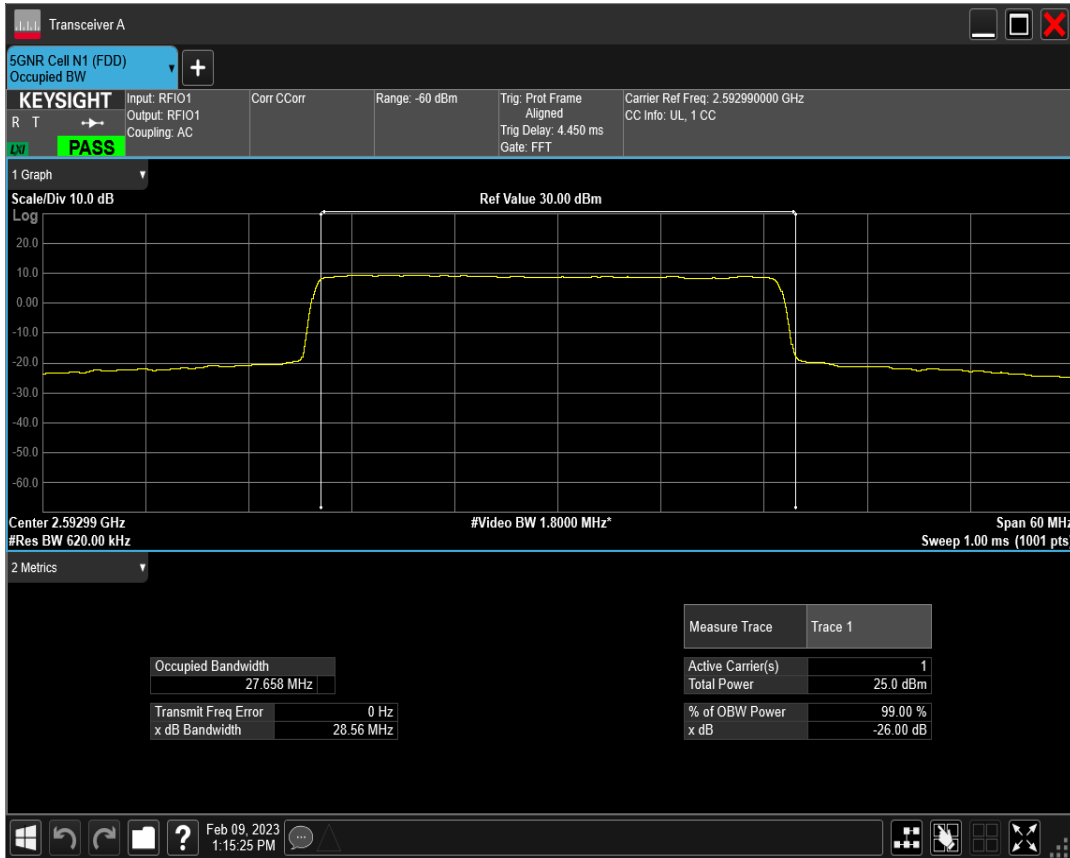 Transceiver A
5GNR Cell N1 (FDD)
Occupied BW
+
KEYSIGHT
R T
LXI
PASS
Input: RFIO1
Output: RFIO1
Coupling: AC
Corr CCorr
Range: -60 dBm
Trig: Prot Frame
Aligned
Trig Delay: 4.450 ms
Gate: FFT
Carrier Ref Freq: 2.592990000 GHz
CC Info: UL, 1 CC
1 Graph
Scale/Div 10.0 dB
Ref Value 30.00 dBm
Log
20.0
10.0
0.00
-10.0
-20.0
-30.0
-40.0
-50.0
-60.0
Center 2.59299 GHz
#Video BW 1.8000 MHz*
Span 60 MHz
#Res BW 620.00 kHz
Sweep 1.00 ms (1001 pts)
2 Metrics
Measure Trace Trace 1
Occupied Bandwidth
27.658 MHz
Active Carrier(s) 1
Total Power 25.0 dBm
Transmit Freq Error 0 Hz
x dB Bandwidth 28.56 MHz
% of OBW Power 99.00 %
x dB -26.00 dB
?
Feb 09, 2023
1:15:25 PM